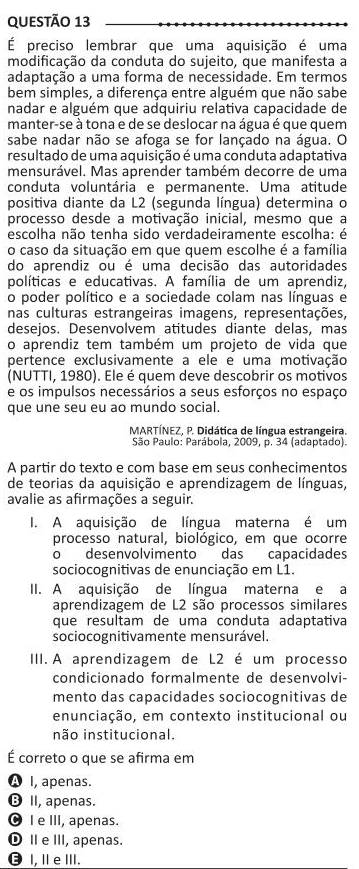 QUESTÃO 13
É preciso lembrar que uma aquisição é uma
modificação da conduta do sujeito, que manifesta a
adaptação a uma forma de necessidade. Em termos
bem simples, a diferença entre alguém que não sabe
nadar e alguém que adquiriu relativa capacidade de
manter-se à tona e de se deslocar na água é que quem
sabe nadar não se afoga se for lançado na água. O
resultado de uma aquisição é uma conduta adaptativa
mensurável. Mas aprender também decorre de uma
conduta voluntária e permanente. Uma atitude
positiva diante da L2 (segunda língua) determina o
processo desde a motivação inicial, mesmo que a
escolha não tenha sido verdadeiramente escolha: é
o caso da situação em que quem escolhe é a família
do aprendiz ou é uma decisão das autoridades
políticas e educativas. A família de um aprendiz,
o poder político e a sociedade colam nas línguas e
nas culturas estrangeiras imagens, representações,
desejos. Desenvolvem atitudes diante delas, mas
o aprendiz tem também um projeto de vida que
pertence exclusivamente a ele e uma motivação
(NUTTI, 1980). Ele é quem deve descobrir os motivos
e os impulsos necessários a seus esforços no espaço
que une seu eu ao mundo social.
MARTÍNEZ, P. Didática de língua estrangeira.
São Paulo: Parábola, 2009, p. 34 (adaptado).
A partir do texto e com base em seus conhecimentos
de teorias da aquisição e aprendizagem de línguas,
avalie as afirmações a seguir.
I. A aquisição de língua materna é um
processo natural, biológico, em que ocorre
o desenvolvimento das capacidades
sociocognitivas de enunciação em L1.
II. A aquisição de língua materna e a
aprendizagem de L2 são processos similares
que resultam de uma conduta adaptativa
sociocognitivamente mensurável.
III. A aprendizagem de L2 é um processo
condicionado formalmente de desenvolvi-
mento das capacidades sociocognitivas de
enunciação, em contexto institucional ou
não institucional.
É correto o que se afirma em
A I, apenas.
B II, apenas.
C I e III, apenas.
D II e III, apenas.
E I, II e III.